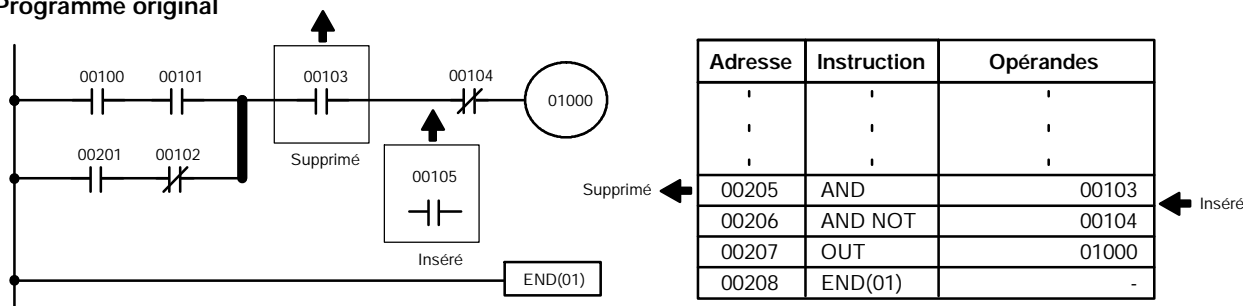 Programme original
00100 00101 00103 00104
01000
00201 00102
Supprimé
00105
Inséré
END(01)
Adresse Instruction Opérandes
Supprimé 00205 AND 00103 Inséré
00206 AND NOT 00104
00207 OUT 01000
00208 END(01) -